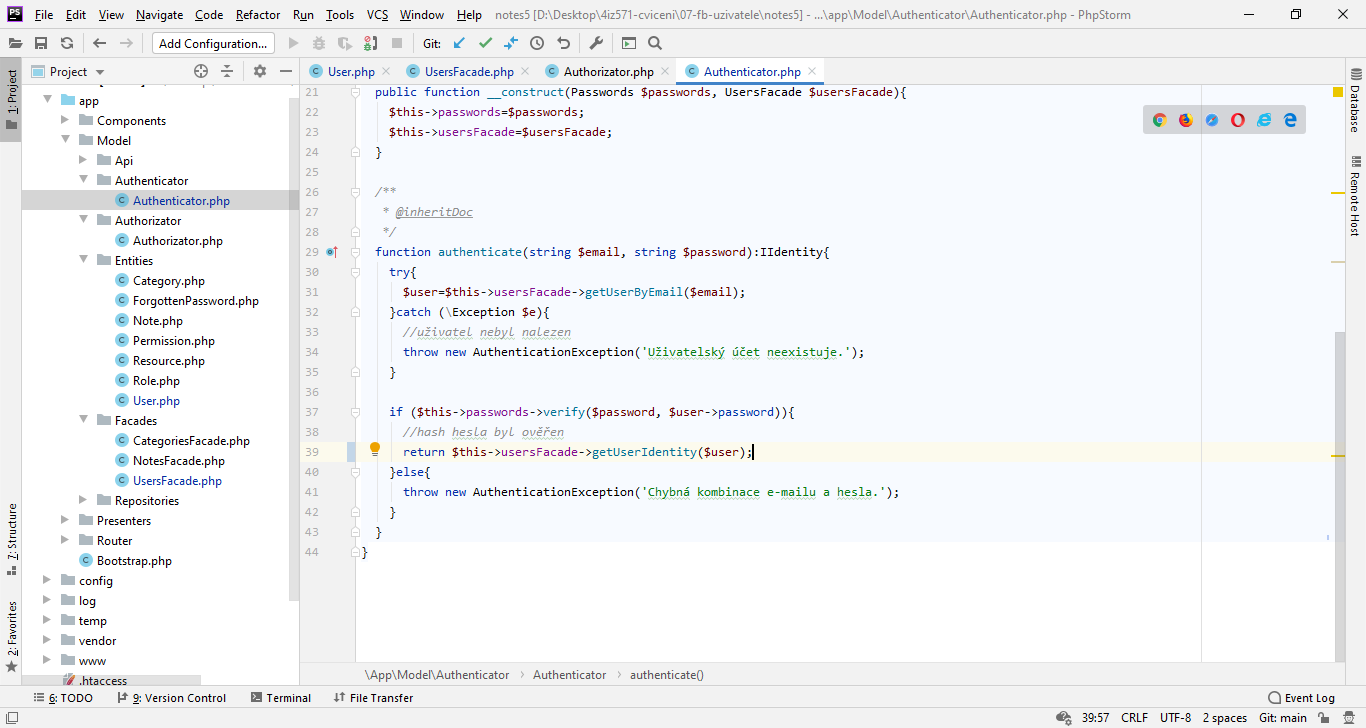 PS File Edit View Navigate Code Refactor Run Tools VCS Window Help notes5 [D:\Desktop\4iz571-cviceni\07-fb-uzivatele\notes5] - ...\app\Model\Authenticator\Authenticator.php - PhpStorm
Add Configuration... Git:
1: Project
Project
User.php UsersFacade.php Authorizator.php Authenticator.php
Database
Remote Host
app
Components
Model
Api
Authenticator
Authenticator.php
Authorizator
Authorizator.php
Entities
Category.php
ForgottenPassword.php
Note.php
Permission.php
Resource.php
Role.php
User.php
Facades
CategoriesFacade.php
NotesFacade.php
UsersFacade.php
Repositories
Presenters
Router
Bootstrap.php
config
log
temp
vendor
www
.htaccess
7: Structure
2: Favorites
21 public function __construct(Passwords $passwords, UsersFacade $usersFacade){
22 $this->passwords=$passwords;
23 $this->usersFacade=$usersFacade;
24 }
25
26 /**
27 * @inheritDoc
28 */
29 function authenticate(string $email, string $password):IIdentity{
30 try{
31 $user=$this->usersFacade->getUserByEmail($email);
32 }catch (\Exception $e){
33 //uživatel nebyl nalezen
34 throw new AuthenticationException('Uživatelský účet neexistuje.');
35 }
36
37 if ($this->passwords->verify($password, $user->password)){
38 //hash hesla byl ověřen
39 return $this->usersFacade->getUserIdentity($user);
40 }else{
41 throw new AuthenticationException('Chybná kombinace e-mailu a hesla.');
42 }
43 }
44 }
\App\Model\Authenticator › Authenticator › authenticate()
6: TODO 9: Version Control Terminal File Transfer Event Log
39:57 CRLF UTF-8 2 spaces Git: main